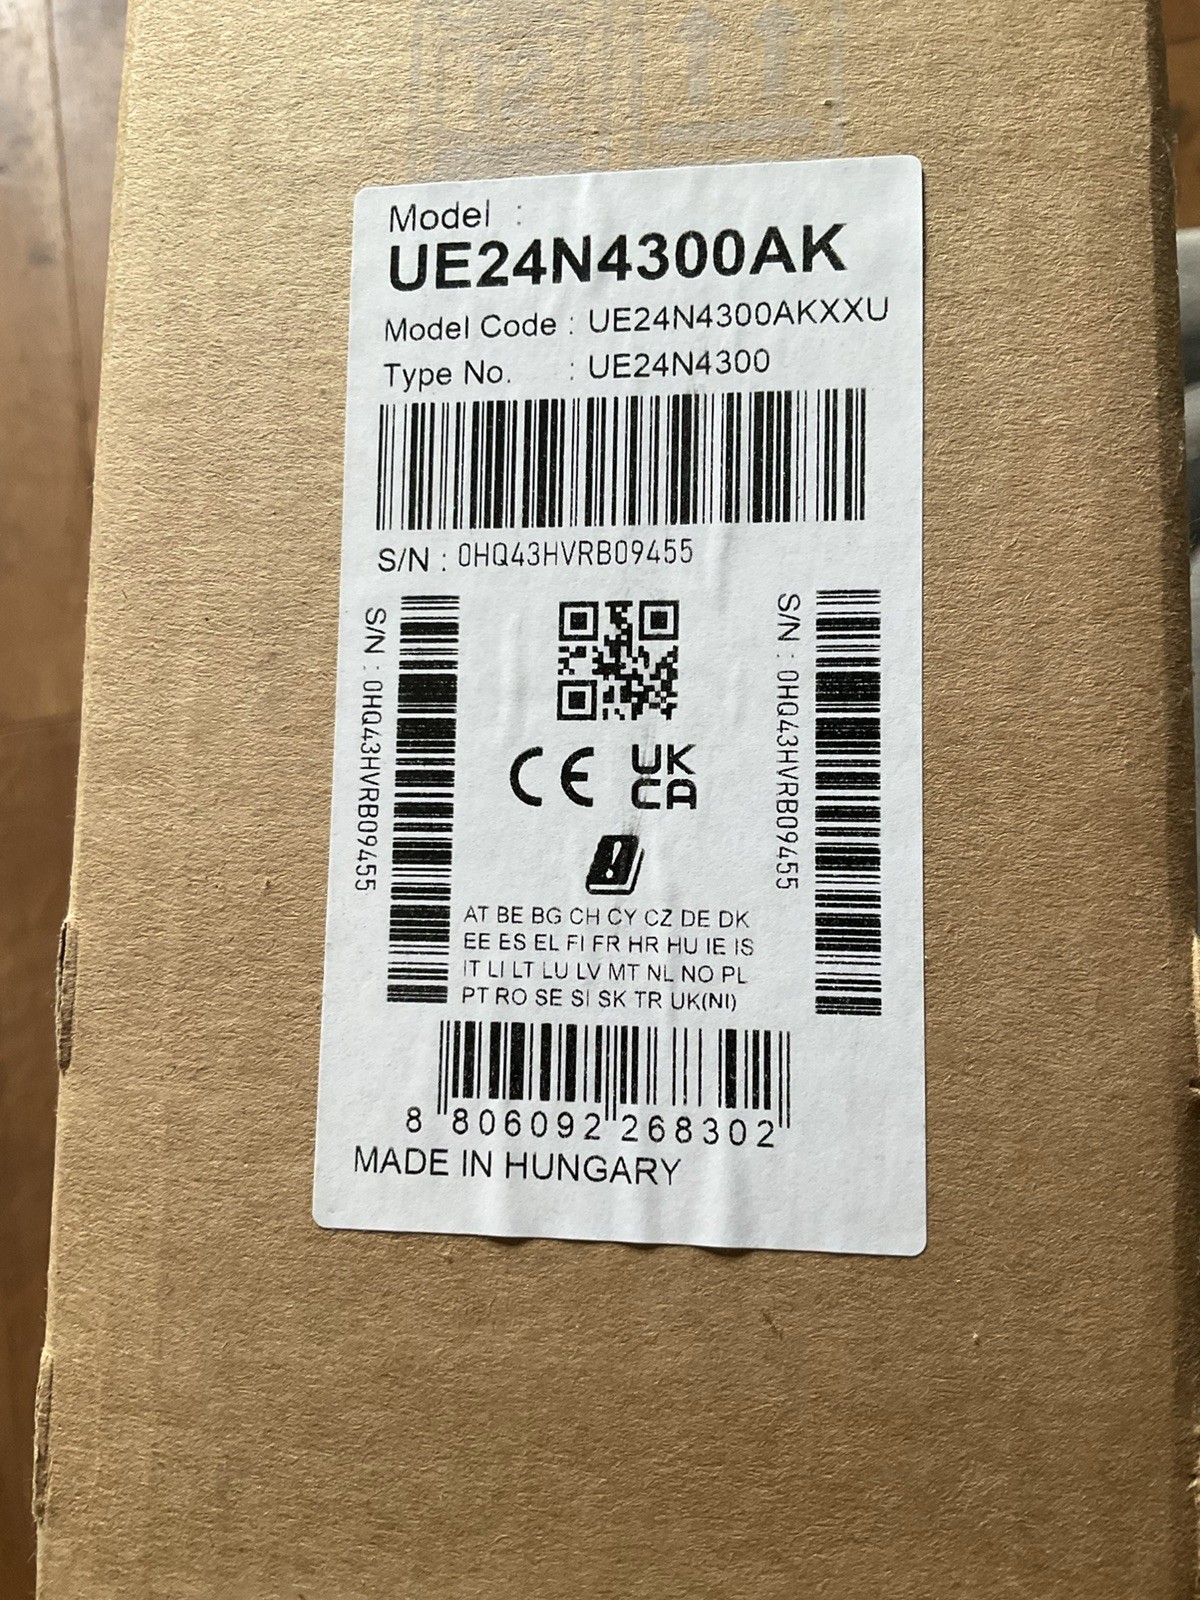 Model :
UE24N4300AK
Model Code : UE24N4300AKXXU
Type No. : UE24N4300
S/N : 0HQ43HVRB09455
S/N : 0HQ43HVRB09455
S/N : 0HQ43HVRB09455
CE UK
CA
!
AT BE BG CH CY CZ DE DK
EE ES EL FI FR HR HU IE IS
IT LI LT LU LV MT NL NO PL
PT RO SE SI SK TR UK(NI)
8 806092 268302
MADE IN HUNGARY